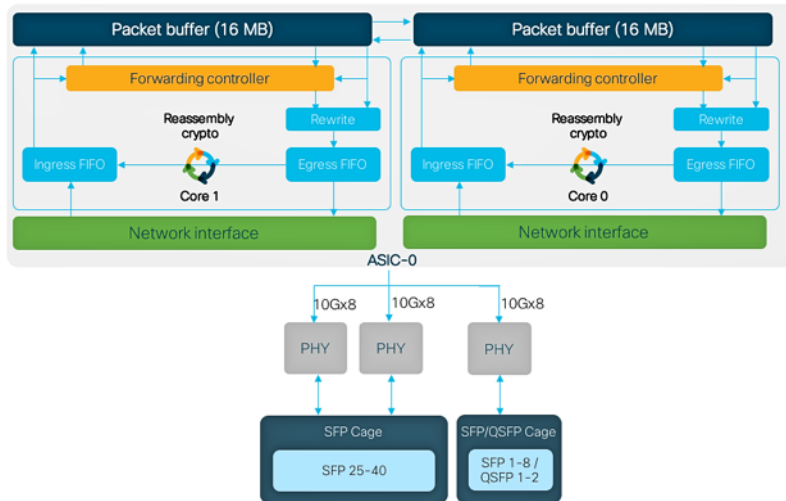 Packet buffer (16 MB)
Packet buffer (16 MB)
Forwarding controller
Forwarding controller
Reassembly
crypto
Rewrite
Reassembly
crypto
Rewrite
Ingress FIFO
Egress FIFO
Ingress FIFO
Egress FIFO
Core 1
Core 0
Network interface
Network interface
ASIC-0
10Gx8
10Gx8
10Gx8
PHY
PHY
PHY
SFP Cage
SFP/QSFP Cage
SFP 25-40
SFP 1-8 /
QSFP 1-2